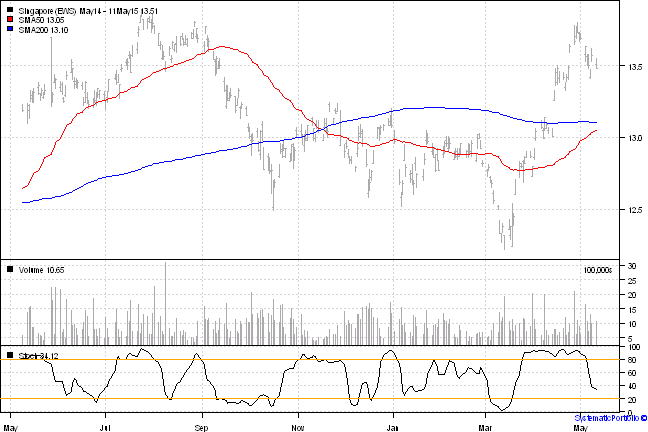 Singapore (EWS) May14 - 11May15 13.51
SMA50 13.05
SMA200 13.10
13.5
13.0
12.5
Volume 10.65
100,000s
30
25
20
15
10
5
Stoch 34.12
100
80
60
40
20
0
May Jul Sep Nov Jan Mar May
SystematicPortfolio ©